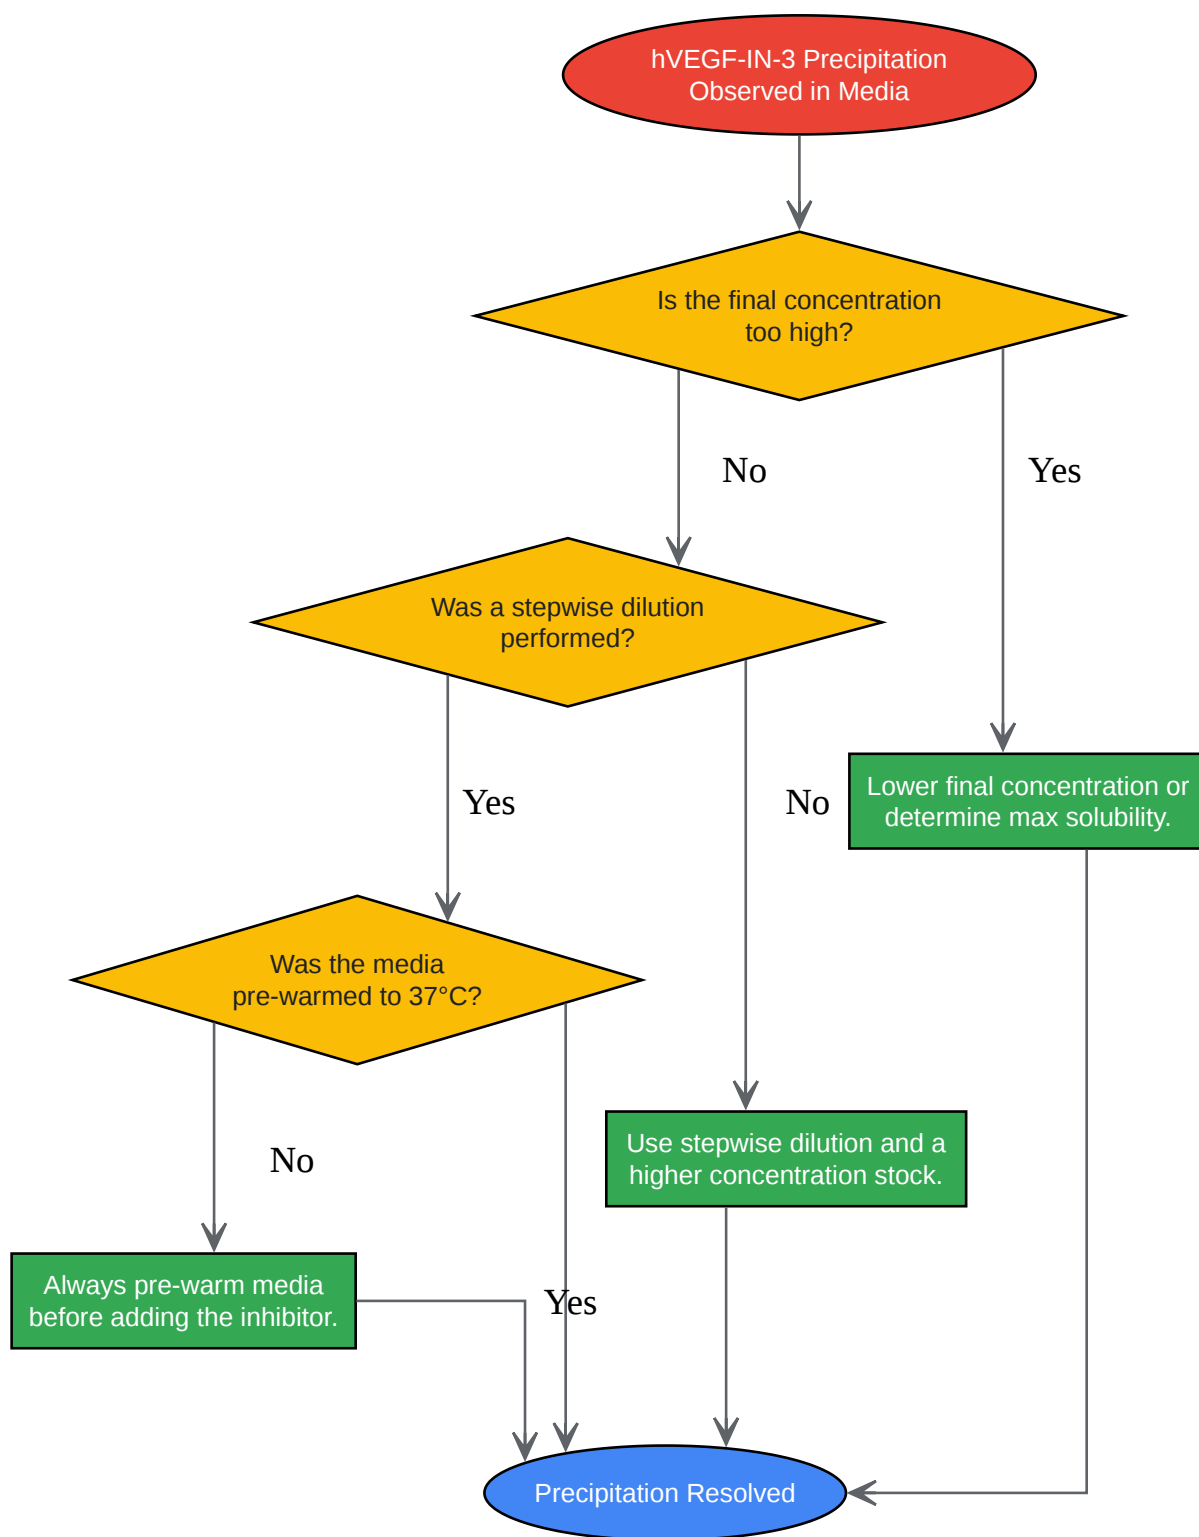 hVEGF-IN-3 Precipitation
Observed in Media
Is the final concentration
too high?
No
Yes
Was a stepwise dilution
performed?
Yes
No
Lower final concentration or
determine max solubility.
Was the media
pre-warmed to 37°C?
No
Use stepwise dilution and a
higher concentration stock.
Always pre-warm media
before adding the inhibitor.
Yes
Precipitation Resolved